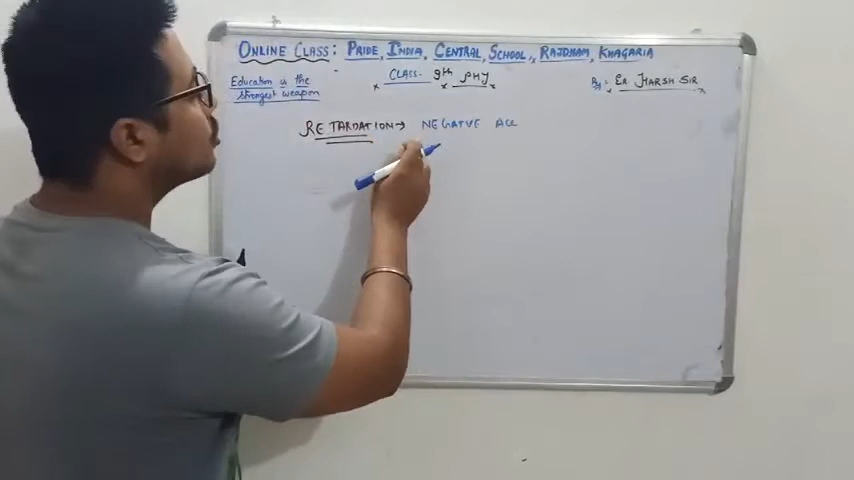 ONLINE CLASS: PRIDE INDIA, CENTRAL SCHOOL, RAJDHAM, KHAGARIA
Education is the strongest weapon
CLASS- 9th PHY
By: Er. HARSH SIR
RETARDATION→ NEGATVE ACC